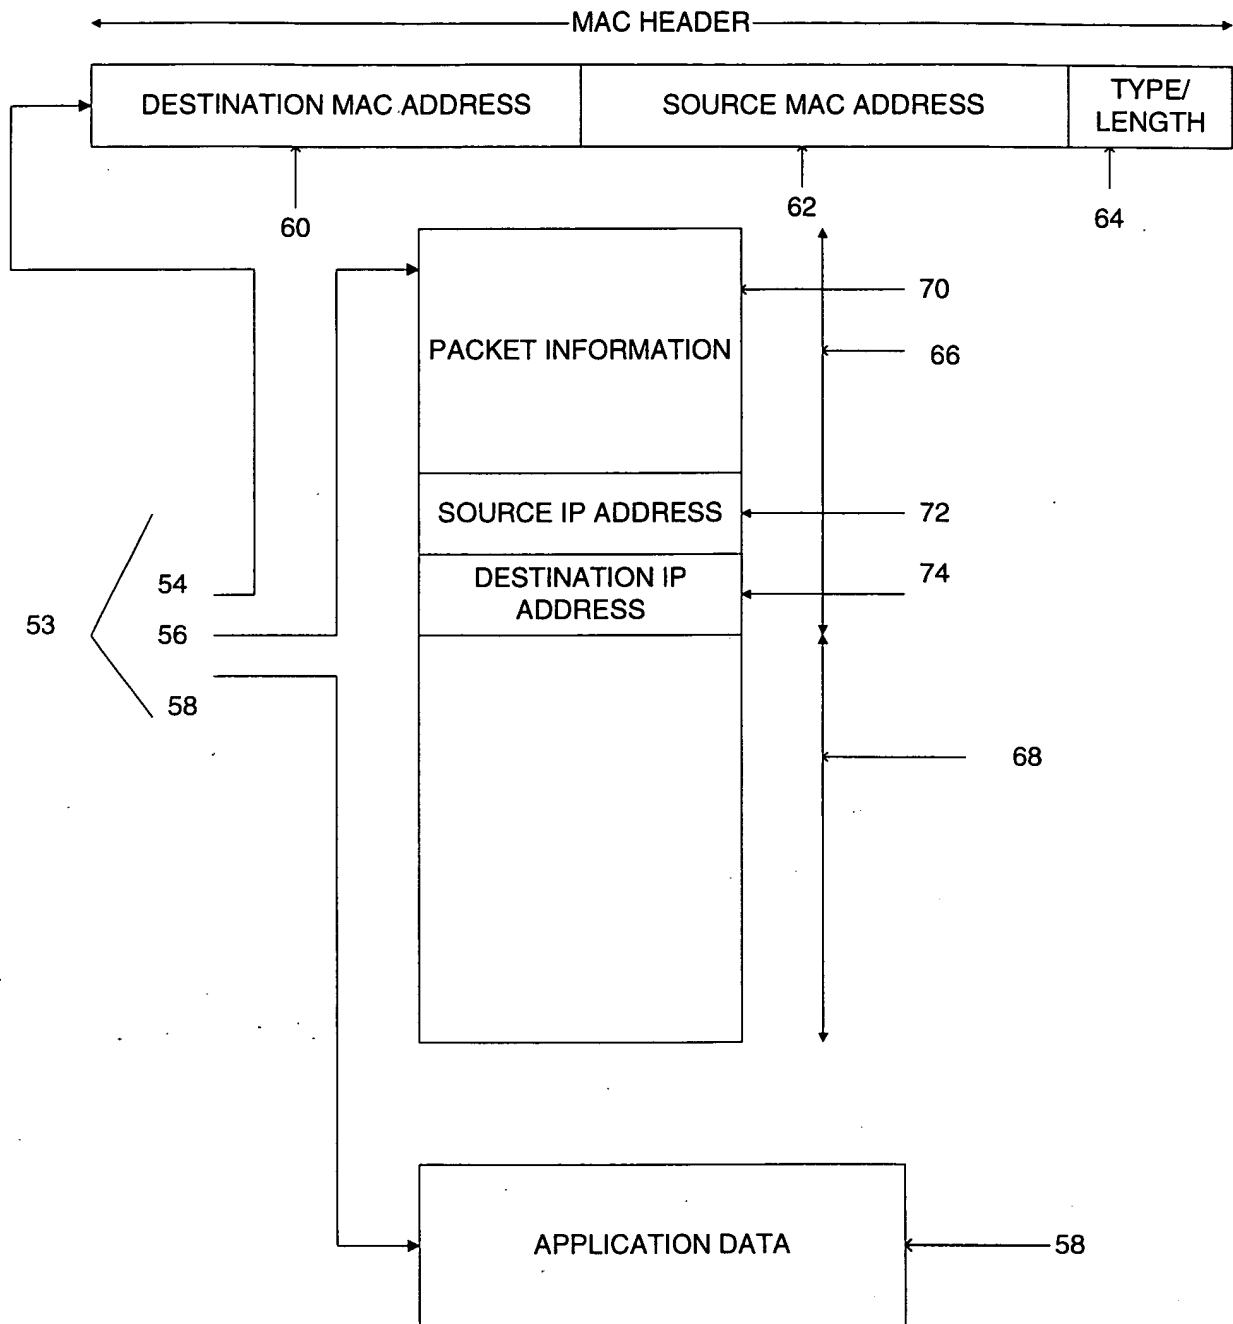 MAC HEADER
DESTINATION MAC ADDRESS
SOURCE MAC ADDRESS
TYPE/
LENGTH
60
62
64
70
PACKET INFORMATION
66
SOURCE IP ADDRESS
72
DESTINATION IP
ADDRESS
74
54
53
56
58
68
APPLICATION DATA
58